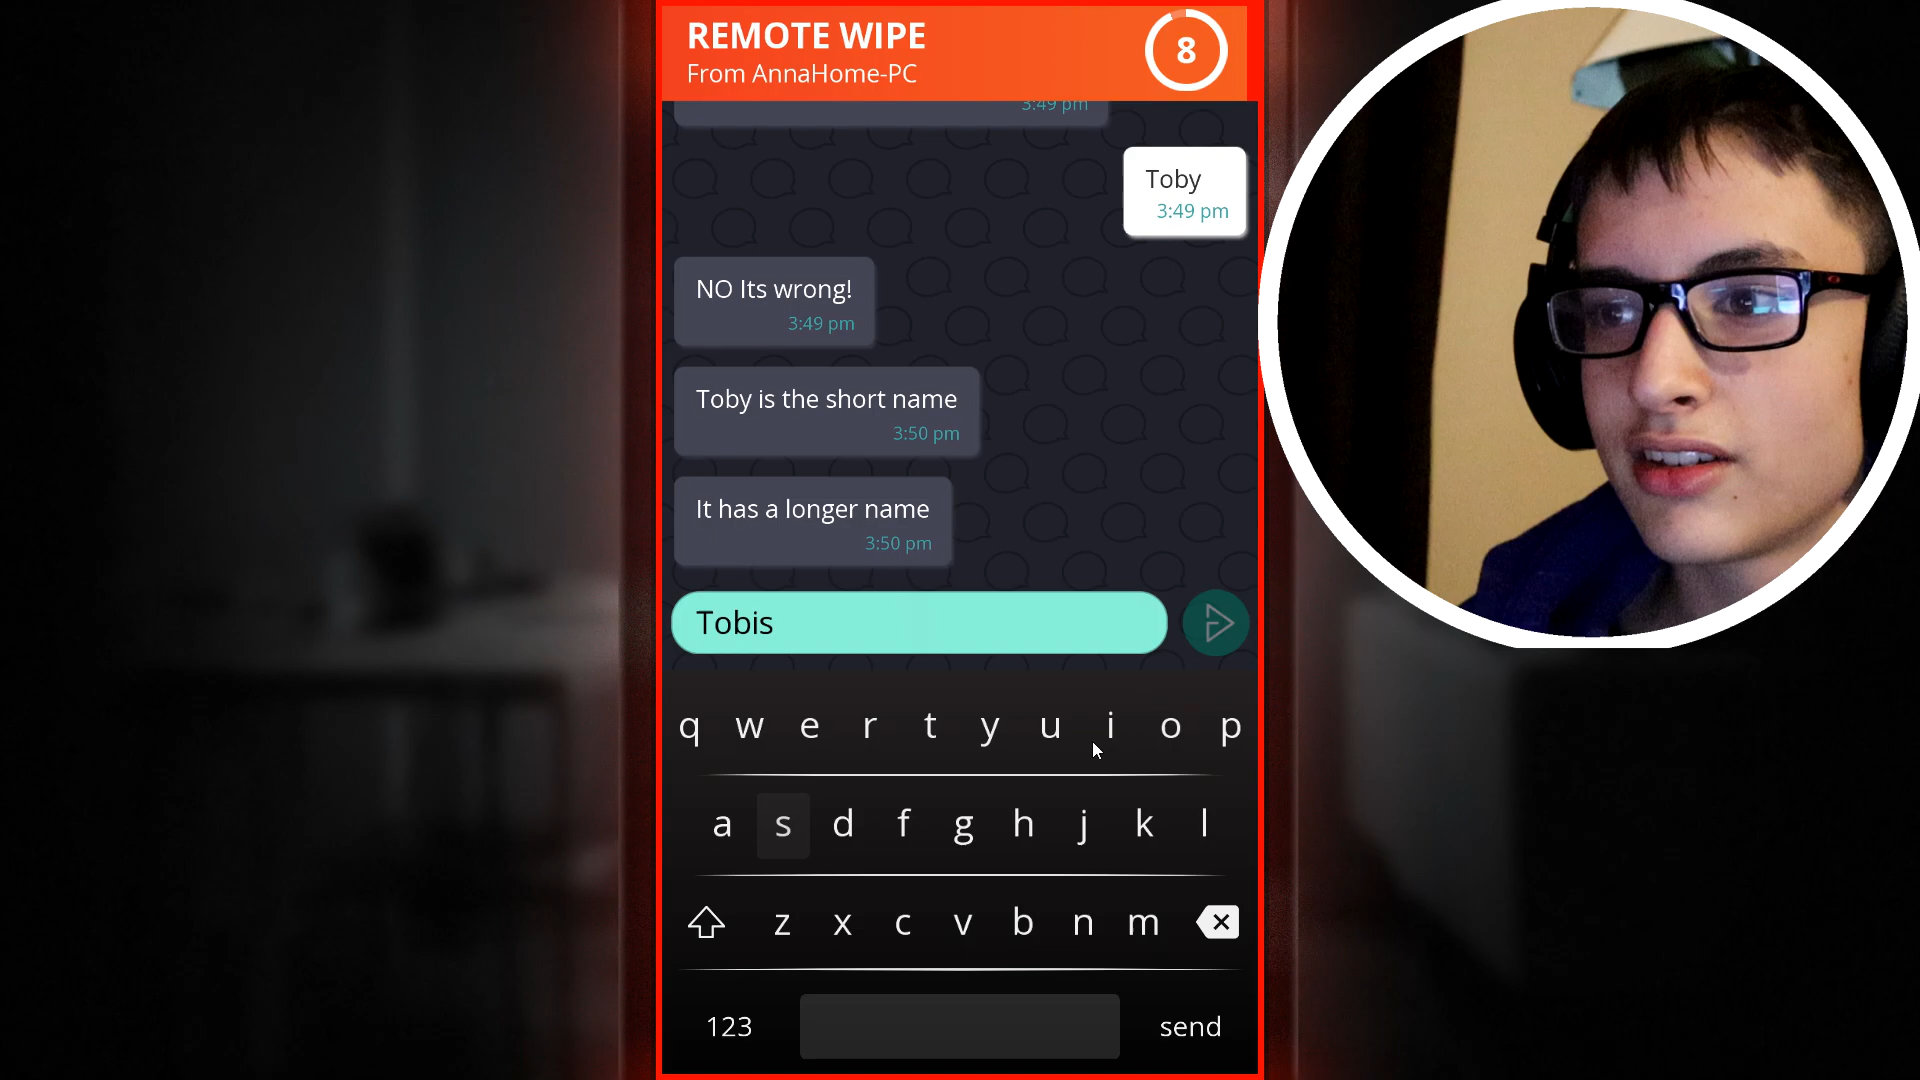 REMOTE WIPE
8
From AnnaHome-PC
3:49 pm
Toby
3:49 pm
NO Its wrong!
3:49 pm
Toby is the short name
3:50 pm
It has a longer name
3:50 pm
Tobis
q w e r t y u i o p
a s d f g h j k l
z x c v b n m
123 send